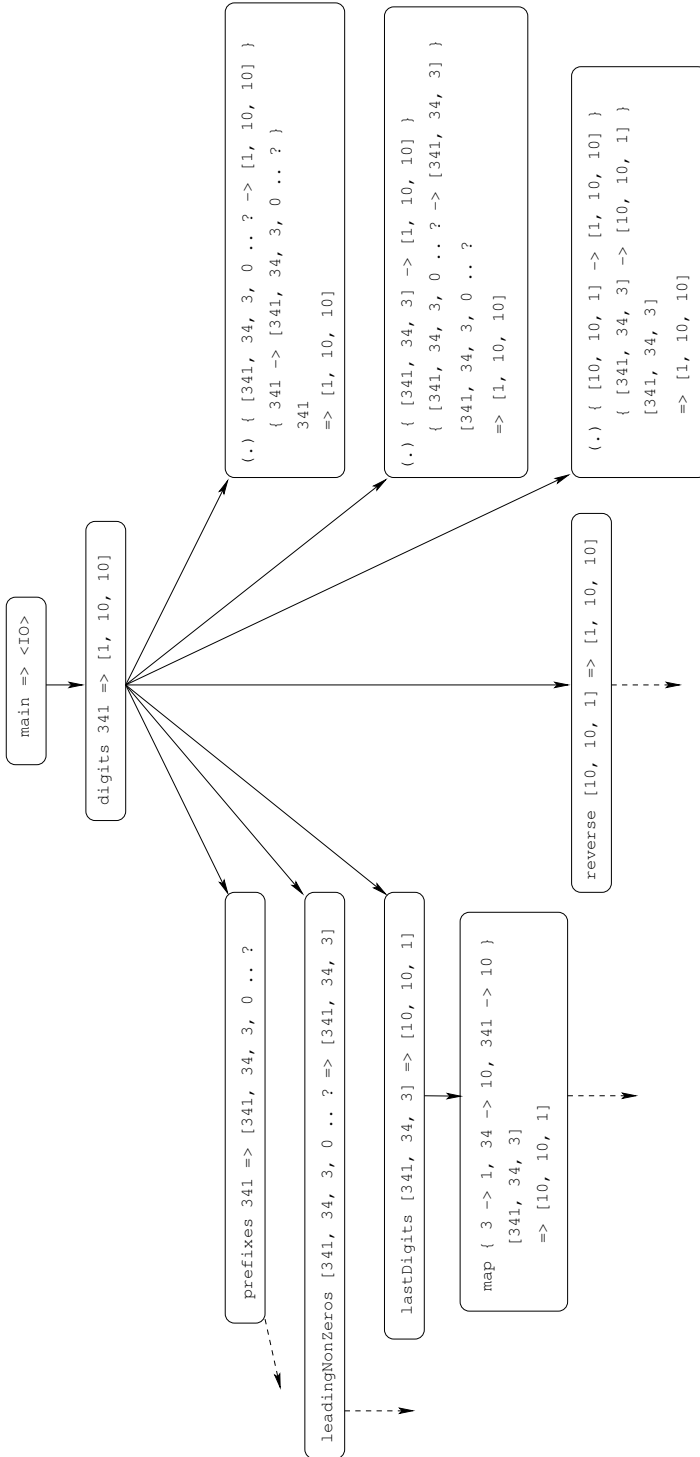 main => <IO>
digits 341 => [1, 10, 10]
prefixes 341 => [341, 34, 3, 0 .. ?
leadingNonZeros [341, 34, 3, 0 .. ? => [341, 34, 3]
lastDigits [341, 34, 3] => [10, 10, 1]
map { 3 -> 1, 34 -> 10, 341 -> 10 }
[341, 34, 3]
=> [10, 10, 1]
reverse [10, 10, 1] => [1, 10, 10]
(.) { [341, 34, 3, 0 .. ? -> [1, 10, 10] }
{ 341 -> [341, 34, 3, 0 .. ? }
341
=> [1, 10, 10]
(.) { [341, 34, 3] -> [1, 10, 10] }
{ [341, 34, 3, 0 .. ? -> [341, 34, 3] }
[341, 34, 3, 0 .. ?
=> [1, 10, 10]
(.) { [10, 10, 1] -> [1, 10, 10] }
{ [341, 34, 3] -> [10, 10, 1] }
[341, 34, 3]
=> [1, 10, 10]